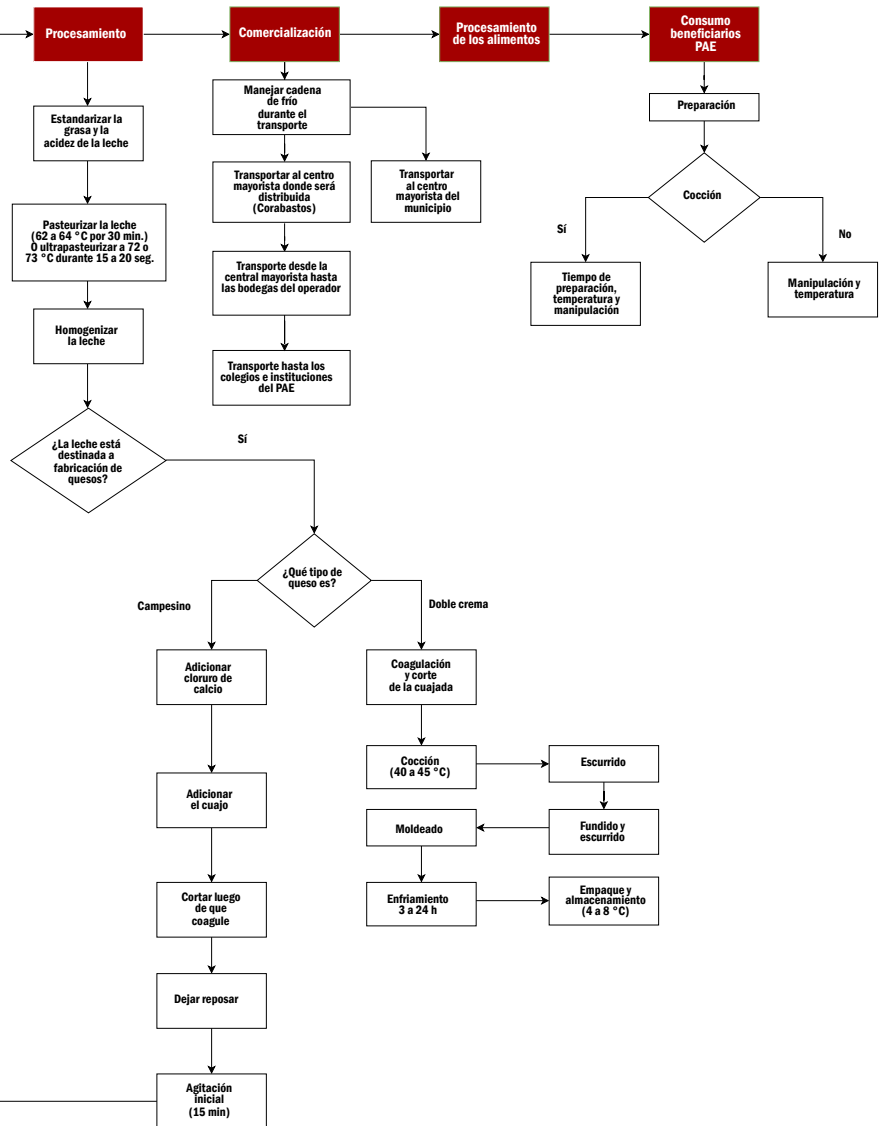 Procesamiento
Comercialización
Procesamiento
de los alimentos
Consumo
beneficiarios
PAE
Estandarizar la
grasa y la
acidez de la leche
Pasteurizar la leche
(62 a 64 °C por 30 min.)
O ultrapasteurizar a 72 o
73 °C durante 15 a 20 seg.
Homogenizar
la leche
¿La leche está
destinada a
fabricación de
quesos?
Sí
Manejar cadena
de frío
durante el
transporte
Transportar al centro
mayorista donde será
distribuida
(Corabastos)
Transportar
al centro
mayorista del
municipio
Transporte desde la
central mayorista hasta
las bodegas del operador
Transporte hasta los
colegios e instituciones
del PAE
Preparación
Cocción
Sí
No
Tiempo de
preparación,
temperatura y
manipulación
Manipulación y
temperatura
¿Qué tipo de
queso es?
Campesino
Doble crema
Adicionar
cloruro de
calcio
Adicionar
el cuajo
Cortar luego
de que
coagule
Dejar reposar
Agitación
inicial
(15 min)
Coagulación
y corte
de la cuajada
Cocción
(40 a 45 °C)
Escurrido
Fundido y
escurrido
Moldeado
Enfriamiento
3 a 24 h
Empaque y
almacenamiento
(4 a 8 °C)